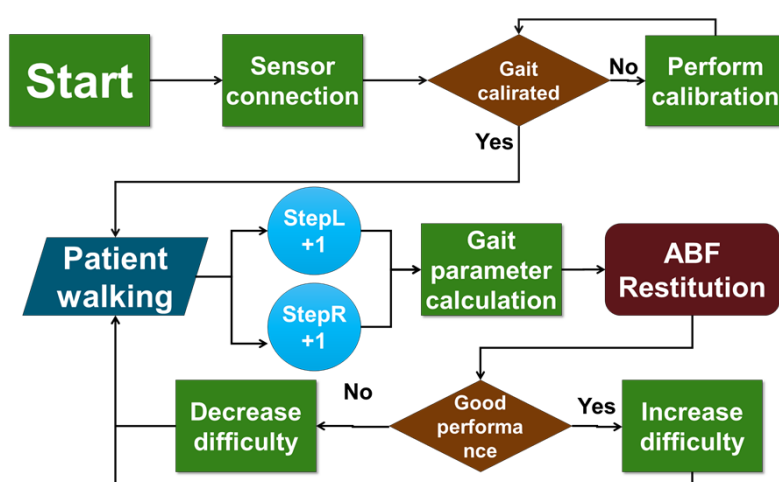 Start
Sensor
connection
Gait
calirated
No
Perform
calibration
Yes
Patient
walking
StepL
+1
StepR
+1
Gait
parameter
calculation
ABF
Restitution
Decrease
difficulty
No
Good
performa
nce
Yes
Increase
difficulty